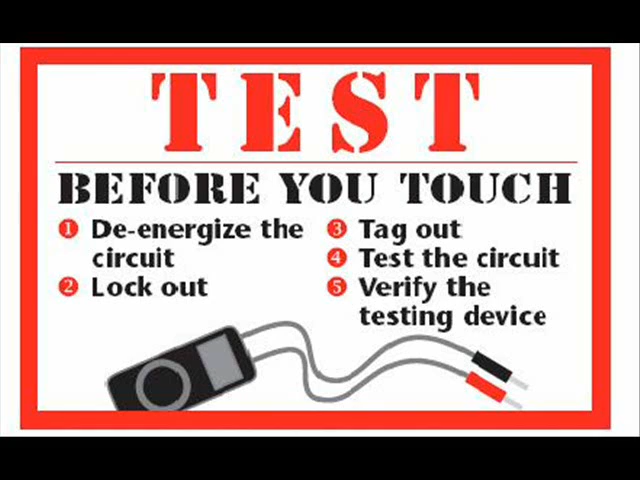 TEST
BEFORE YOU TOUCH
1 De-energize the
circuit
2 Lock out
3 Tag out
4 Test the circuit
5 Verify the
testing device